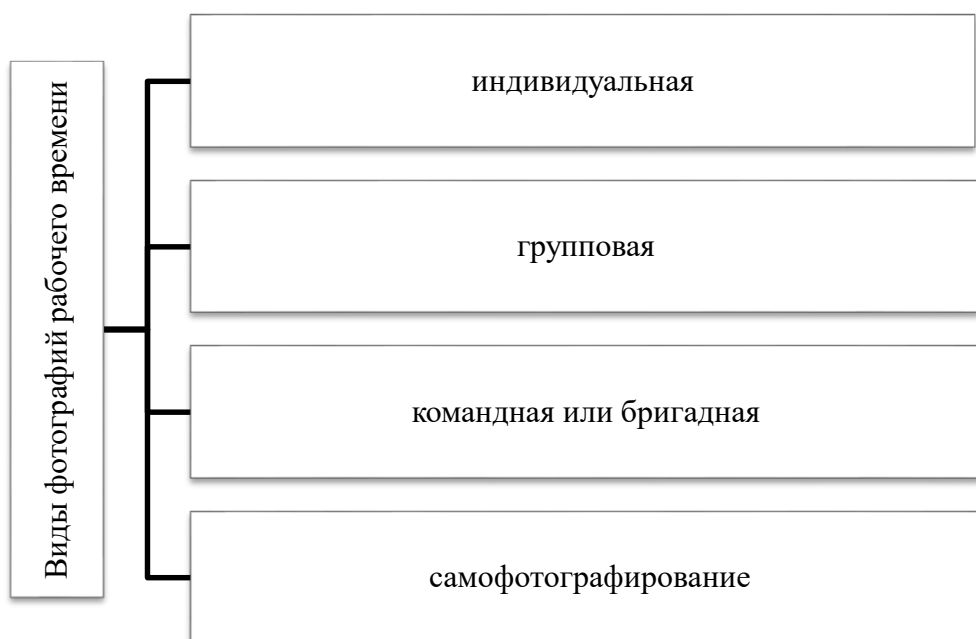 Виды фотографий рабочего времени
индивидуальная
групповая
командная или бригадная
самофотографирование